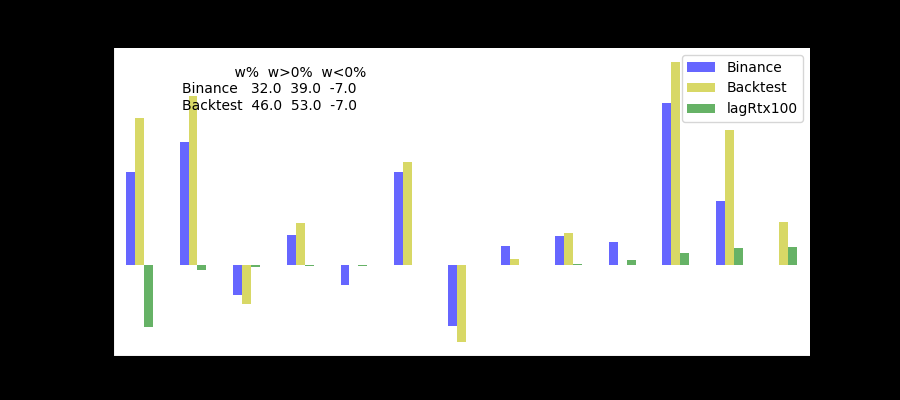 w%  w>0%  w<0%
Binance   32.0  39.0  -7.0
Backtest  46.0  53.0  -7.0
Binance
Backtest
lagRtx100